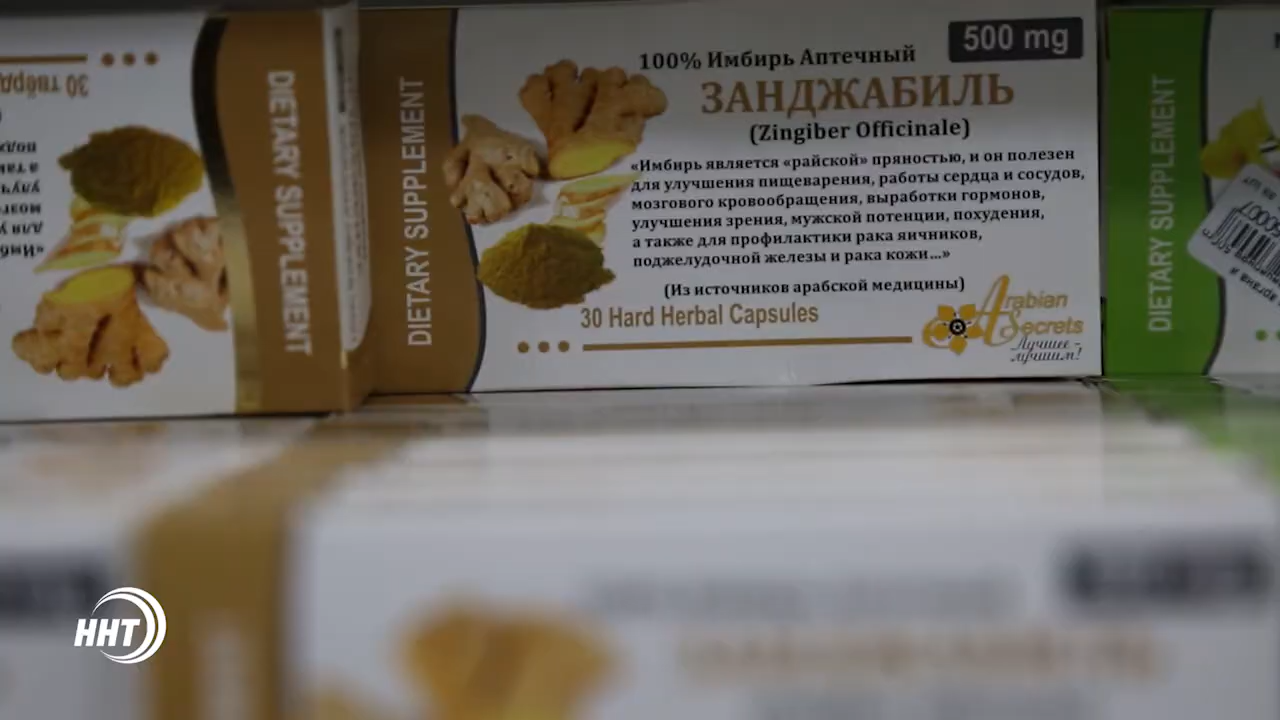 500 mg
100% Имбирь Аптечный
ЗАНДЖАБИЛЬ
(Zingiber Officinale)
«Имбирь является «райской» пряностью, и он полезен
для улучшения пищеварения, работы сердца и сосудов,
мозгового кровообращения, выработки гормонов,
улучшения зрения, мужской потенции, похудения,
а также для профилактики рака яичников,
поджелудочной железы и рака кожи...»
(Из источников арабской медицины)
30 Hard Herbal Capsules
Arabian
Secrets
Лучшее -
лучшим!
DIETARY SUPPLEMENT
DIETARY SUPPLEMENT
DIETARY SUPPLEMENT
ННТ